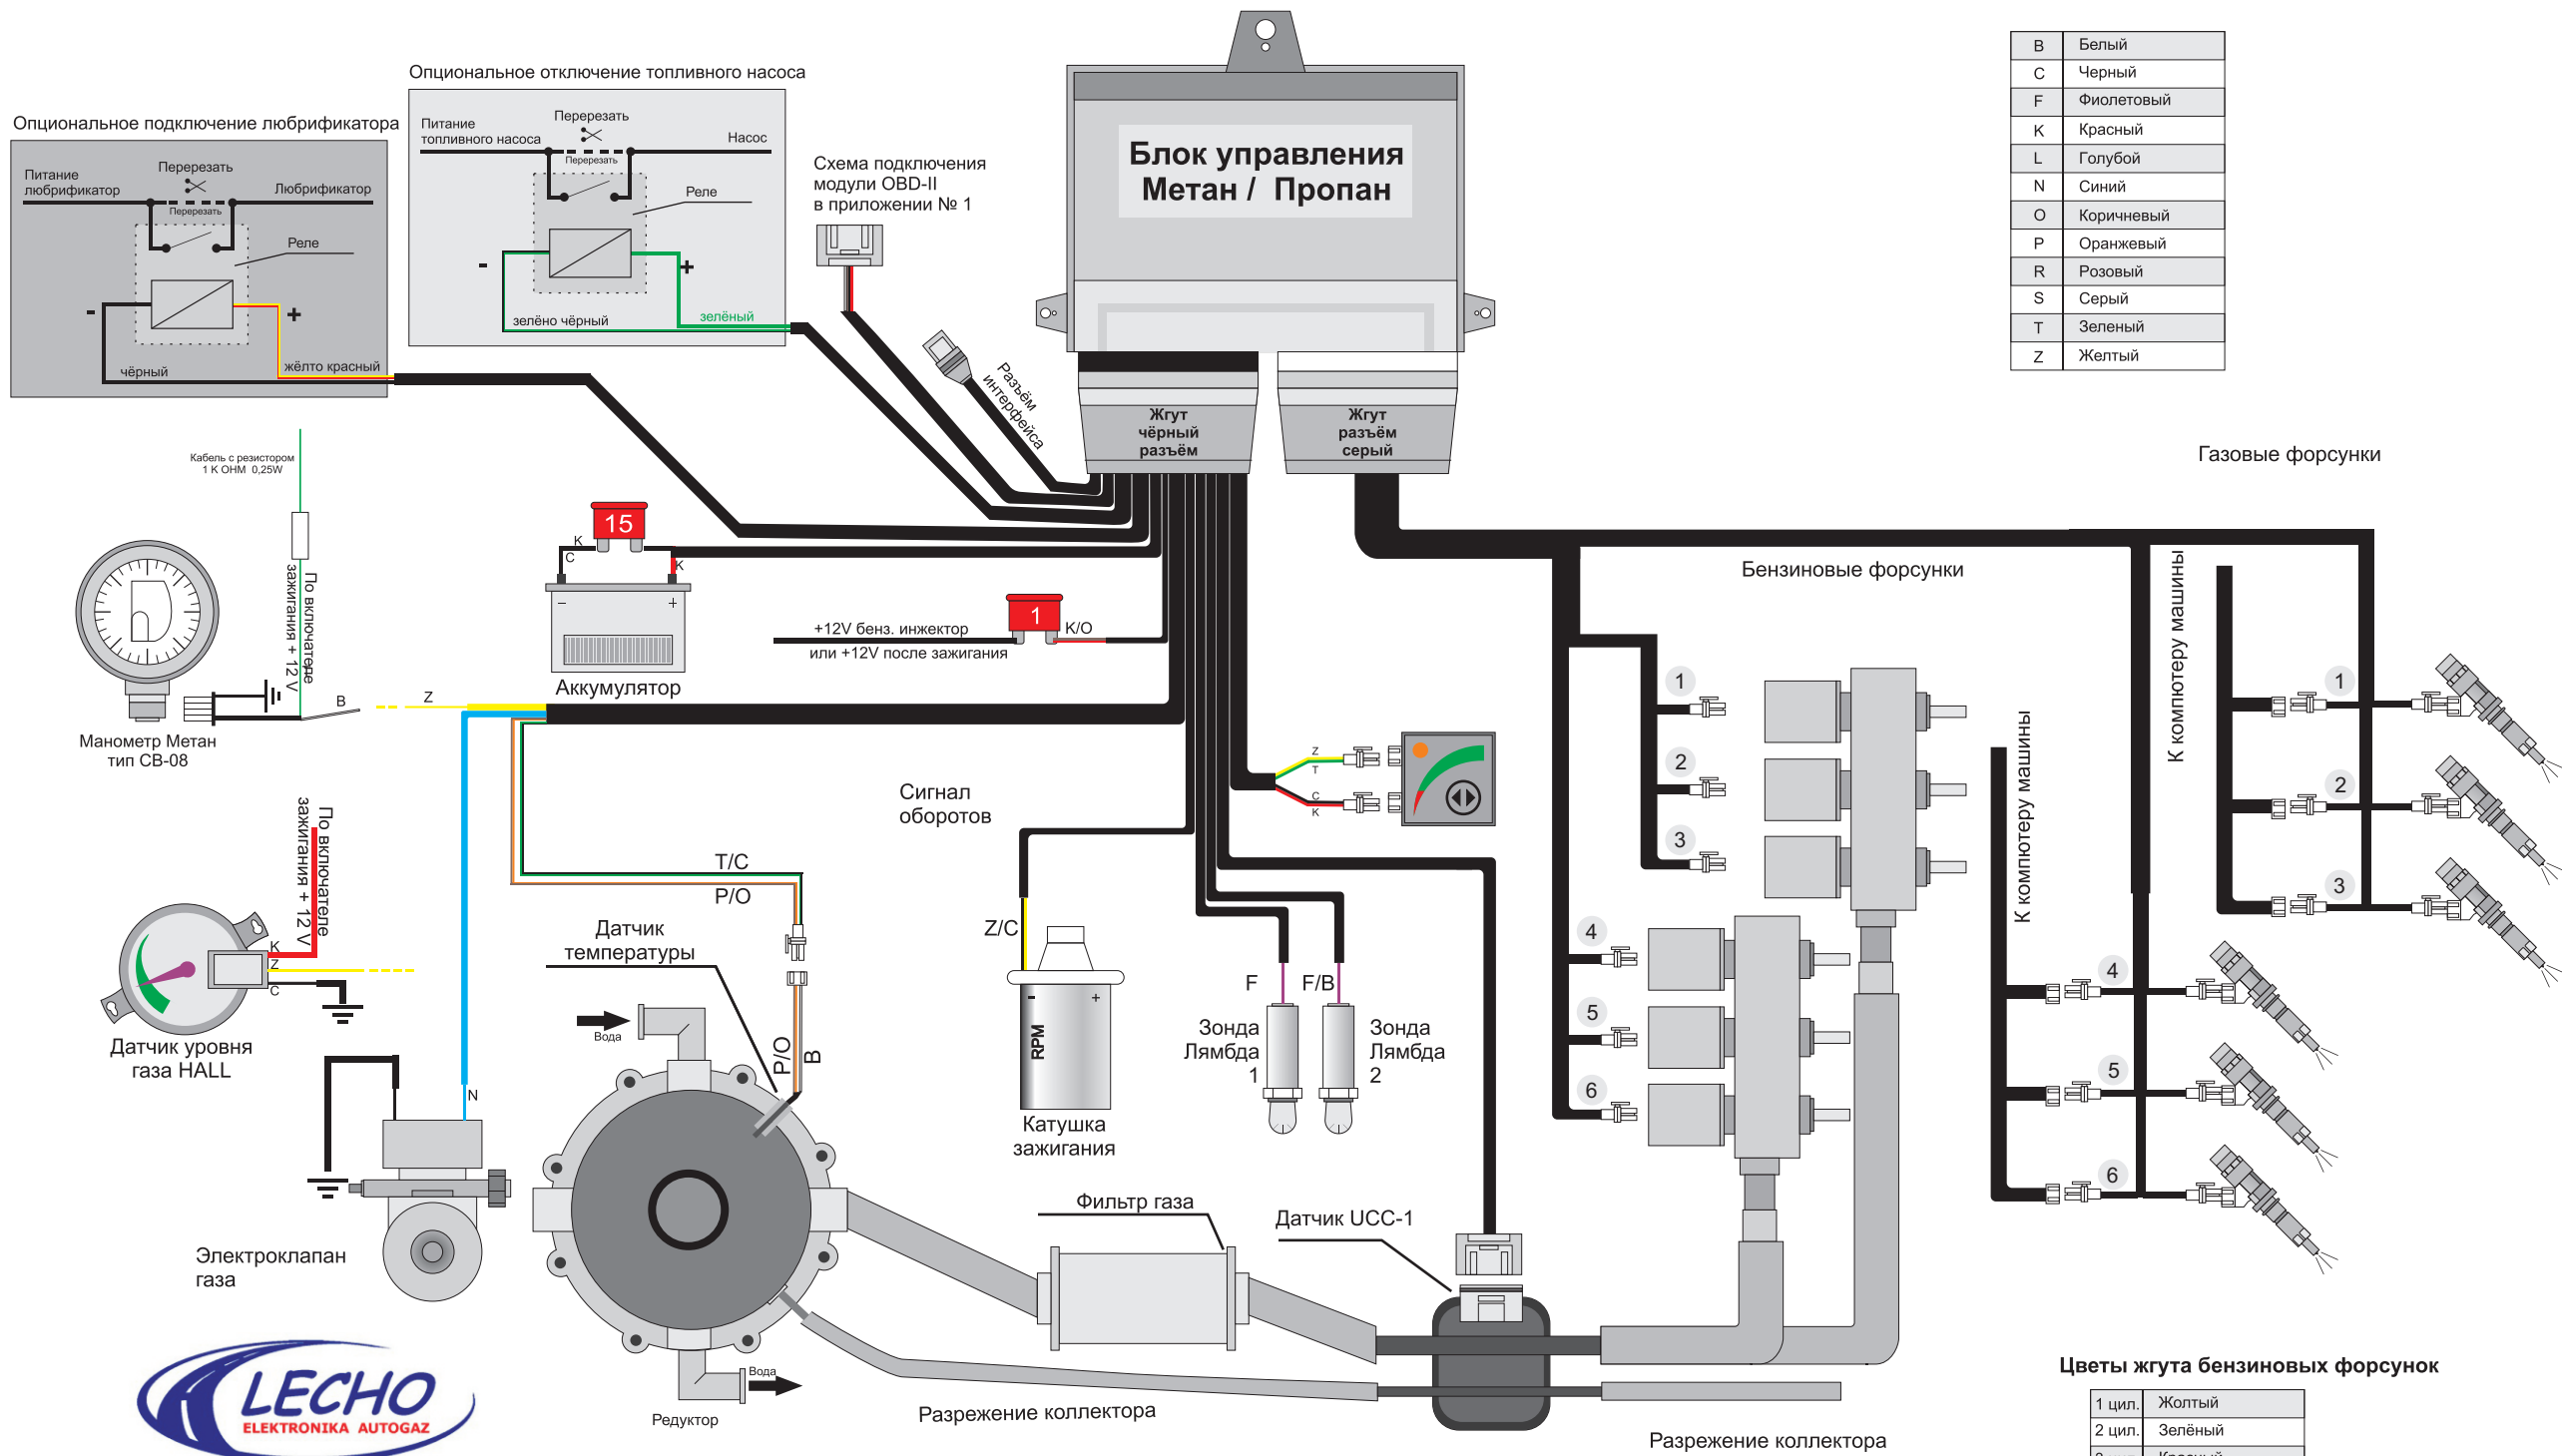 Опциональное подключение любрификатора
Питание
любрификатор
Перерезать
Перерезать
Любрификатор
Реле
-
+
чёрный
жёлто красный
Опциональное отключение топливного насоса
Питание
топливного насоса
Перерезать
Перерезать
Насос
Реле
-
+
зелёно чёрный
зелёный
Схема подключения
модули OBD-II
в приложении № 1
Разъём
интерфейса
Блок управления
Метан / Пропан
Жгут
чёрный
разъём
Жгут
разъём
серый
B Белый
C Черный
F Фиолетовый
K Красный
L Голубой
N Синий
O Коричневый
P Оранжевый
R Розовый
S Серый
T Зеленый
Z Желтый
Кабель с резистором
1 K OHM 0,25W
По включателе
зажигания + 12 V
B
Z
Манометр Метан
тип CB-08
15
K
C
K
−
+
Аккумулятор
1
K/O
+12V бенз. инжектор
или +12V после зажигания
По включателе
зажигания + 12 V
K
Z
C
Датчик уровня
газа HALL
N
Электроклапан
газа
T/C
P/O
Датчик
температуры
P/O
B
Вода
Вода
Редуктор
Сигнал
оборотов
Z/C
-
+
RPM
Катушка
зажигания
Z
T
C
K
F
F/B
Зонда
Лямбда
1
Зонда
Лямбда
2
Фильтр газа
Датчик UCC-1
Разрежение коллектора
Разрежение коллектора
Газовые форсунки
Бензиновые форсунки
1
2
3
4
5
6
К компютеру машины
К компютеру машины
1
2
3
4
5
6
LECHO
ELEKTRONIKA AUTOGAZ
Цветы жгута бензиновых форсунок
1 цил. Жолтый
2 цил. Зелёный